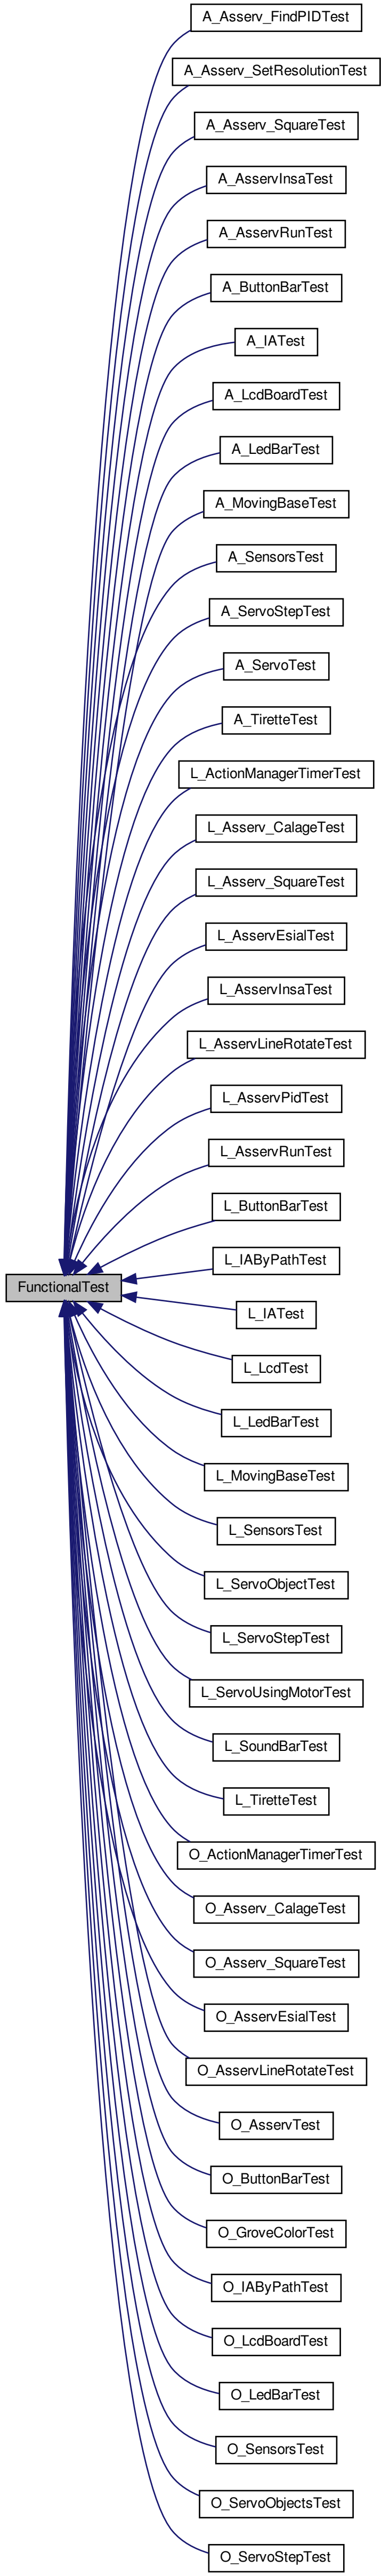 A_Asserv_FindPIDTest
A_Asserv_SetResolutionTest
A_Asserv_SquareTest
A_AsservInsaTest
A_AsservRunTest
A_ButtonBarTest
A_IATest
A_LcdBoardTest
A_LedBarTest
A_MovingBaseTest
A_SensorsTest
A_ServoStepTest
A_ServoTest
A_TiretteTest
L_ActionManagerTimerTest
L_Asserv_CalageTest
L_Asserv_SquareTest
L_AsservEsialTest
L_AsservInsaTest
L_AsservLineRotateTest
L_AsservPidTest
L_AsservRunTest
L_ButtonBarTest
L_IAByPathTest
FunctionalTest
L_IATest
L_LcdTest
L_LedBarTest
L_MovingBaseTest
L_SensorsTest
L_ServoObjectTest
L_ServoStepTest
L_ServoUsingMotorTest
L_SoundBarTest
L_TiretteTest
O_ActionManagerTimerTest
O_Asserv_CalageTest
O_Asserv_SquareTest
O_AsservEsialTest
O_AsservLineRotateTest
O_AsservTest
O_ButtonBarTest
O_GroveColorTest
O_IAByPathTest
O_LcdBoardTest
O_LedBarTest
O_SensorsTest
O_ServoObjectsTest
O_ServoStepTest